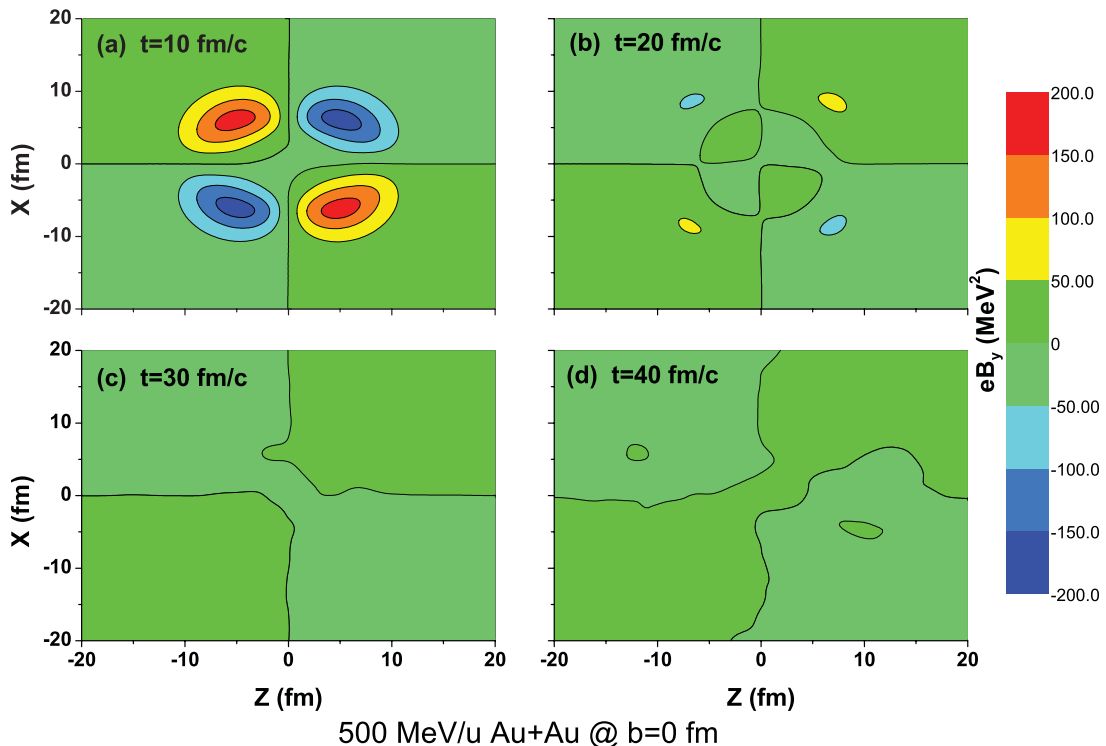 (a) t=10 fm/c
(b) t=20 fm/c
20
10
0
-10
-20
X (fm)
(c) t=30 fm/c
(d) t=40 fm/c
20
10
0
-10
-20
X (fm)
-20 -10 0 10 20
-20 -10 0 10 20
Z (fm)
Z (fm)
200.0
150.0
100.0
50.00
0
-50.00
-100.0
-150.0
-200.0
eB_y (MeV²)
500 MeV/u Au+Au @ b=0 fm